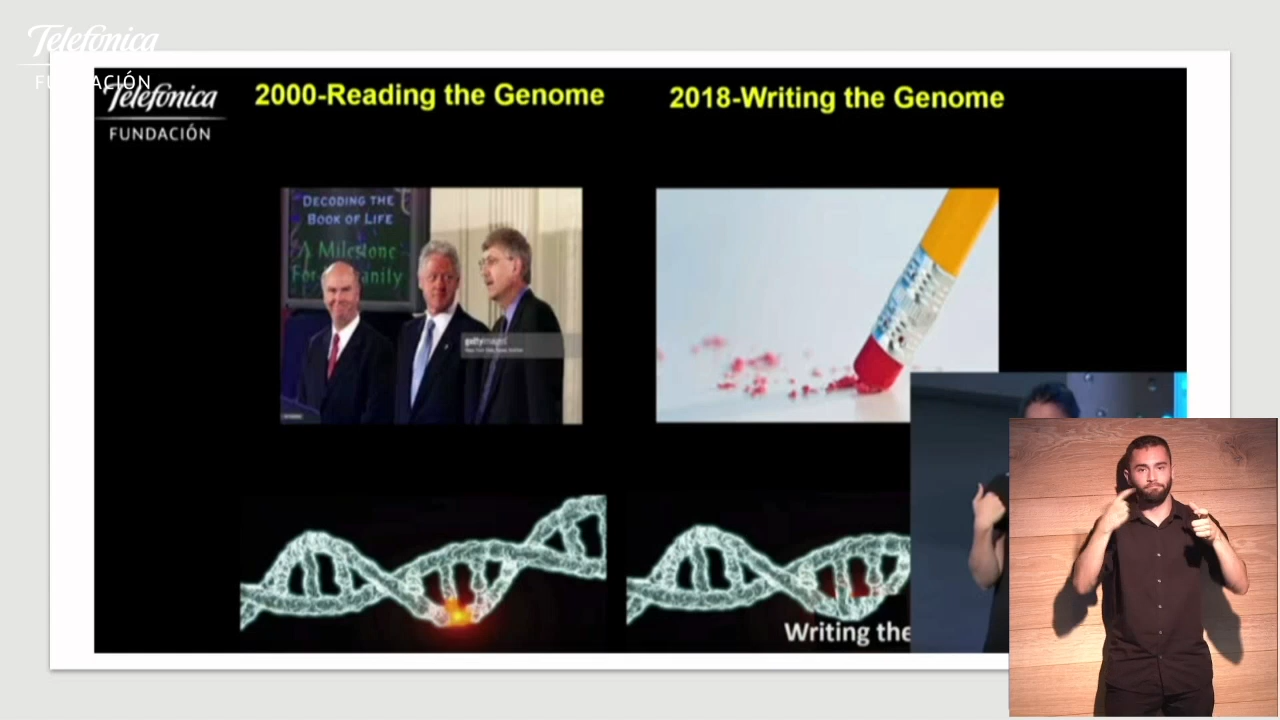 Telefónica
FUNDACIÓN
Telefónica
FUNDACIÓN
2000-Reading the Genome
2018-Writing the Genome
DECODING THE
BOOK OF LIFE
A Milestone
For
gettyimages
Writing the